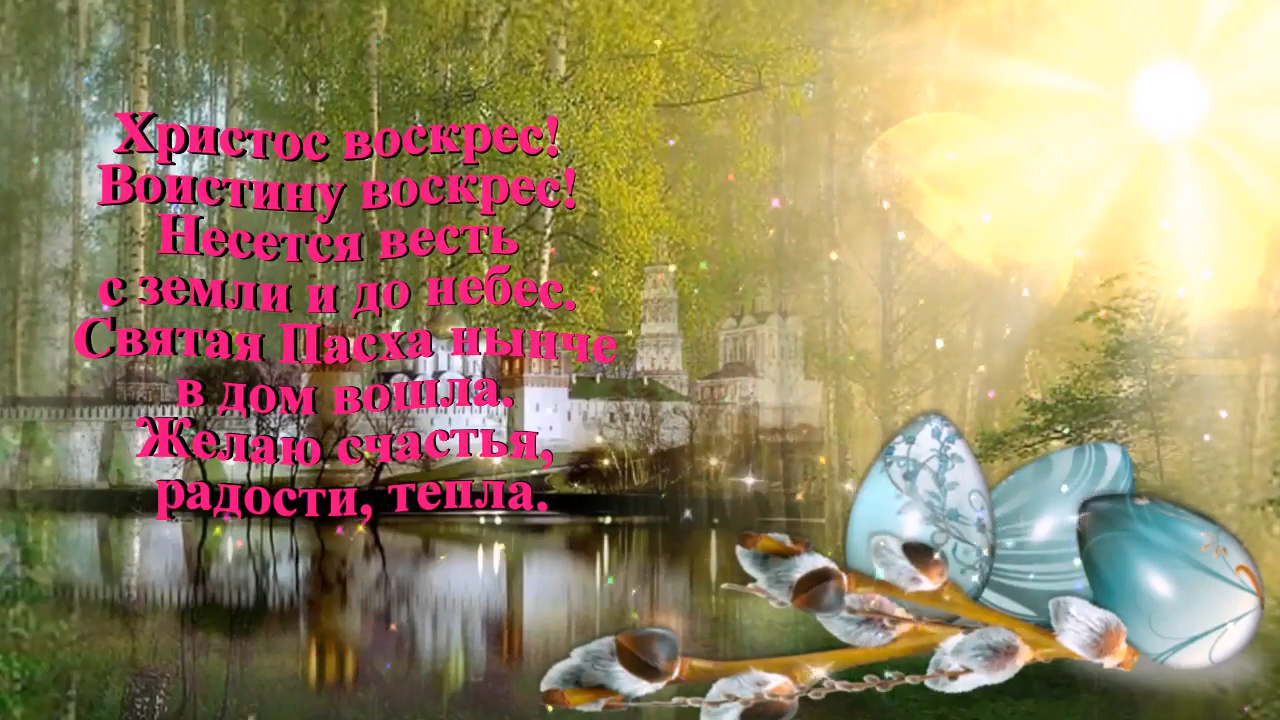 Христос воскрес!
Воистину воскрес!
Несется весть
с земли и до небес.
Святая Пасха нынче
в дом вошла.
Желаю счастья,
радости, тепла.